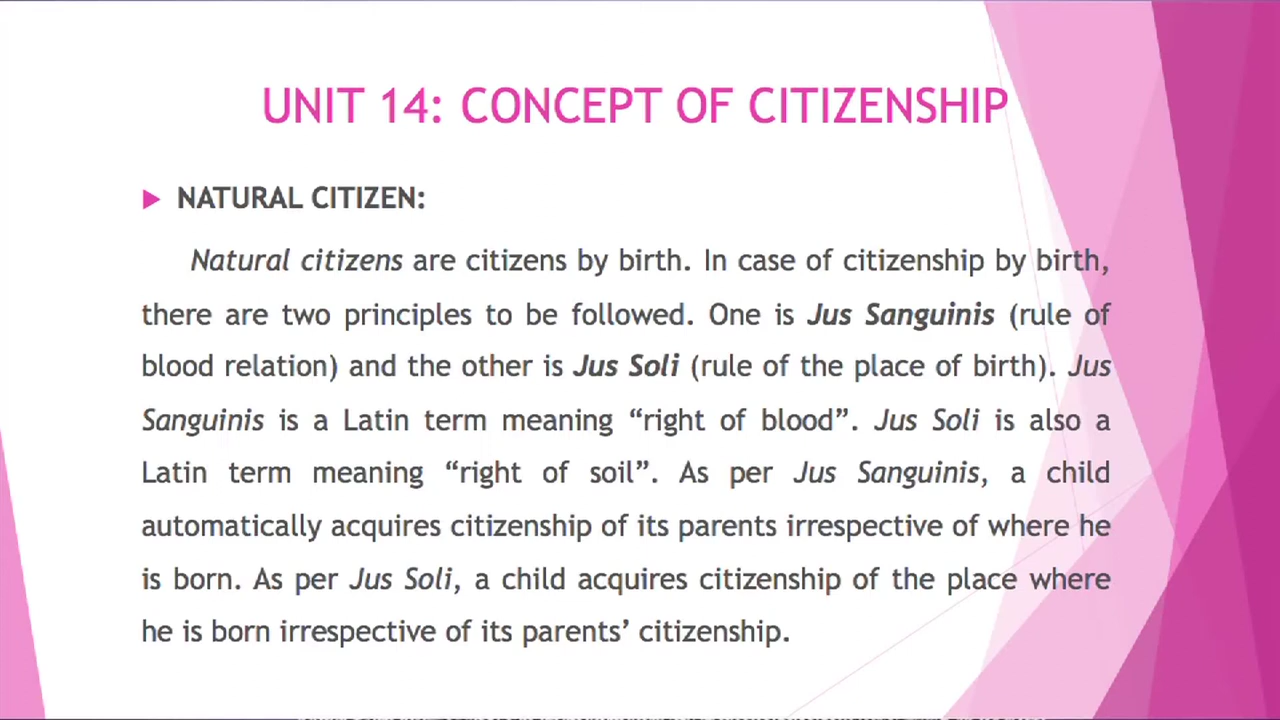 UNIT 14: CONCEPT OF CITIZENSHIP
NATURAL CITIZEN:
Natural citizens are citizens by birth. In case of citizenship by birth,
there are two principles to be followed. One is Jus Sanguinis (rule of
blood relation) and the other is Jus Soli (rule of the place of birth). Jus
Sanguinis is a Latin term meaning “right of blood”. Jus Soli is also a
Latin term meaning “right of soil”. As per Jus Sanguinis, a child
automatically acquires citizenship of its parents irrespective of where he
is born. As per Jus Soli, a child acquires citizenship of the place where
he is born irrespective of its parents’ citizenship.